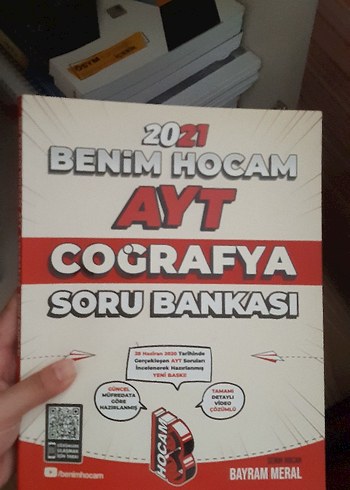 ÖSYM
2021
BENİM HOCAM
AYT
COĞRAFYA
SORU BANKASI
28 Haziran 2020 Tarihinde
Gerçekleşen AYT Soruları
İncelenerek Hazırlanmış
YENİ BASKI!
GÜNCEL
MÜFREDATA
GÖRE
HAZIRLANMIŞ
TAMAMI
DETAYLI
VİDEO
ÇÖZÜMLÜ
HOCAM
/benimhocam
BAYRAM MERAL